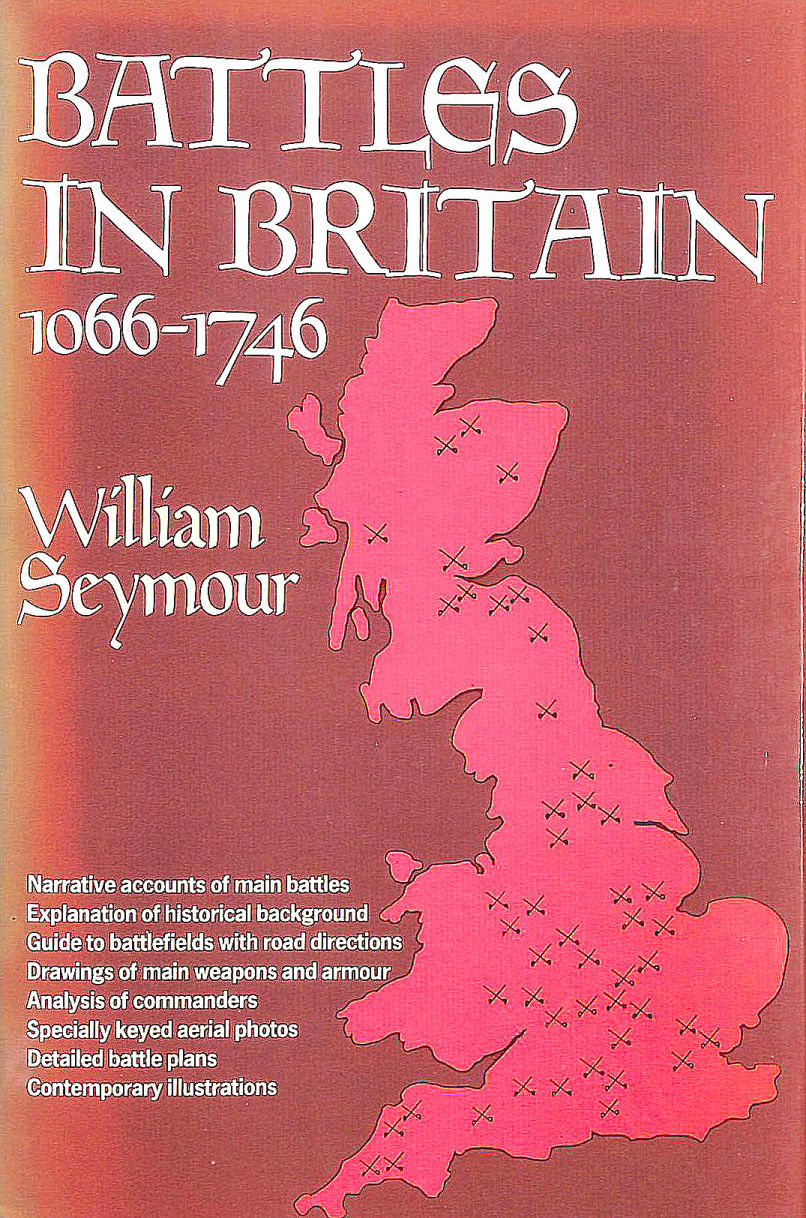 BATTLES
IN BRITAIN
1066-1746
William
Seymour
Narrative accounts of main battles
Explanation of historical background
Guide to battlefields with road directions
Drawings of main weapons and armour
Analysis of commanders
Specially keyed aerial photos
Detailed battle plans
Contemporary illustrations